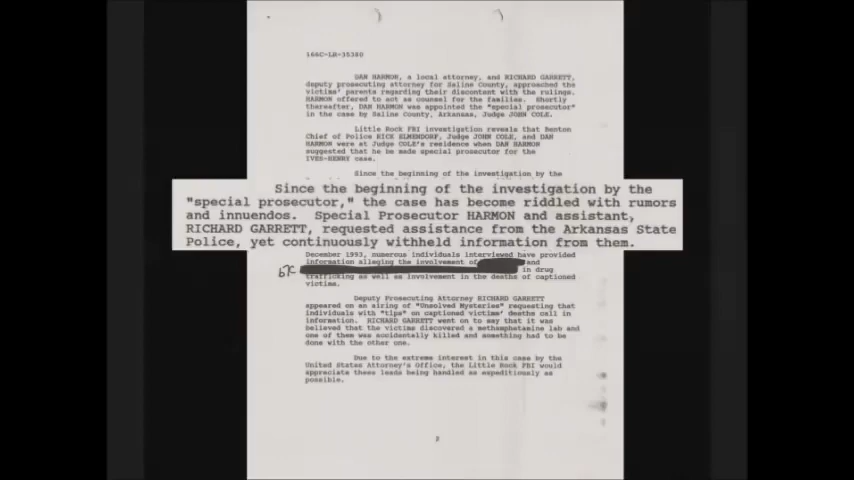 166C-LR-35380
DAN HARMON, a local attorney, and RICHARD GARRETT,
deputy prosecuting attorney for Saline County, approached the
victims' parents regarding their discontent with the rulings.
HARMON offered to act as counsel for the families. Shortly
thereafter, DAN HARMON was appointed the "special prosecutor"
in the case by Saline County, Arkansas, Judge JOHN COLE.
Little Rock FBI investigation reveals that Benton
Chief of Police RICK ELMENDORF, Judge JOHN COLE, and DAN
HARMON were at Judge COLE's residence when DAN HARMON
suggested that he be made special prosecutor for the
IVES-HENRY case.
Since the beginning of the investigation by the
Since the beginning of the investigation by the
"special prosecutor," the case has become riddled with rumors
and innuendos. Special Prosecutor HARMON and assistant,
RICHARD GARRETT, requested assistance from the Arkansas State
Police, yet continuously withheld information from them.
December 1993, numerous individuals interviewed have provided
information alleging the involvement of and
b7C in drug
trafficking as well as involvement in the deaths of captioned
victims.
Deputy Prosecuting Attorney RICHARD GARRETT
appeared on an airing of "Unsolved Mysteries" requesting that
individuals with "tips" on captioned victims' deaths call in
information. RICHARD GARRETT went on to say that it was
believed that the victims discovered a methamphetamine lab and
one of them was accidentally killed and something had to be
done with the other one.
Due to the extreme interest in this case by the
United States Attorney's Office, the Little Rock FBI would
appreciate these leads being handled as expeditiously as
possible.